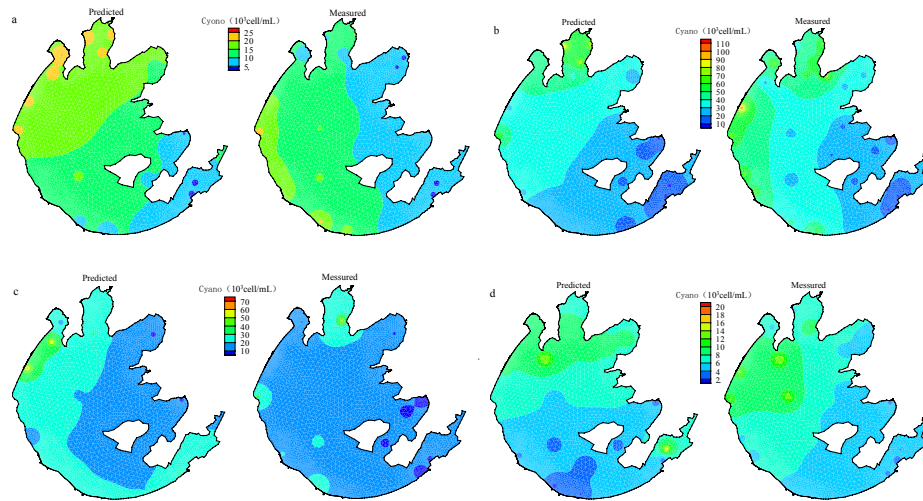 a
Predicted
Cyono（10³cell/mL）
25
20
15
10
5.
Measured
b
Predicted
Cyano（10³cell/mL）
110
100
90
80
70
60
50
40
30
20
10
Measured
c
Predicted
Cyano（10³cell/mL）
70
60
50
40
30
20
10
Messured
d
Predicted
Cyano（10³cell/mL）
20
18
16
14
12
10
8
6
4
2
Measured